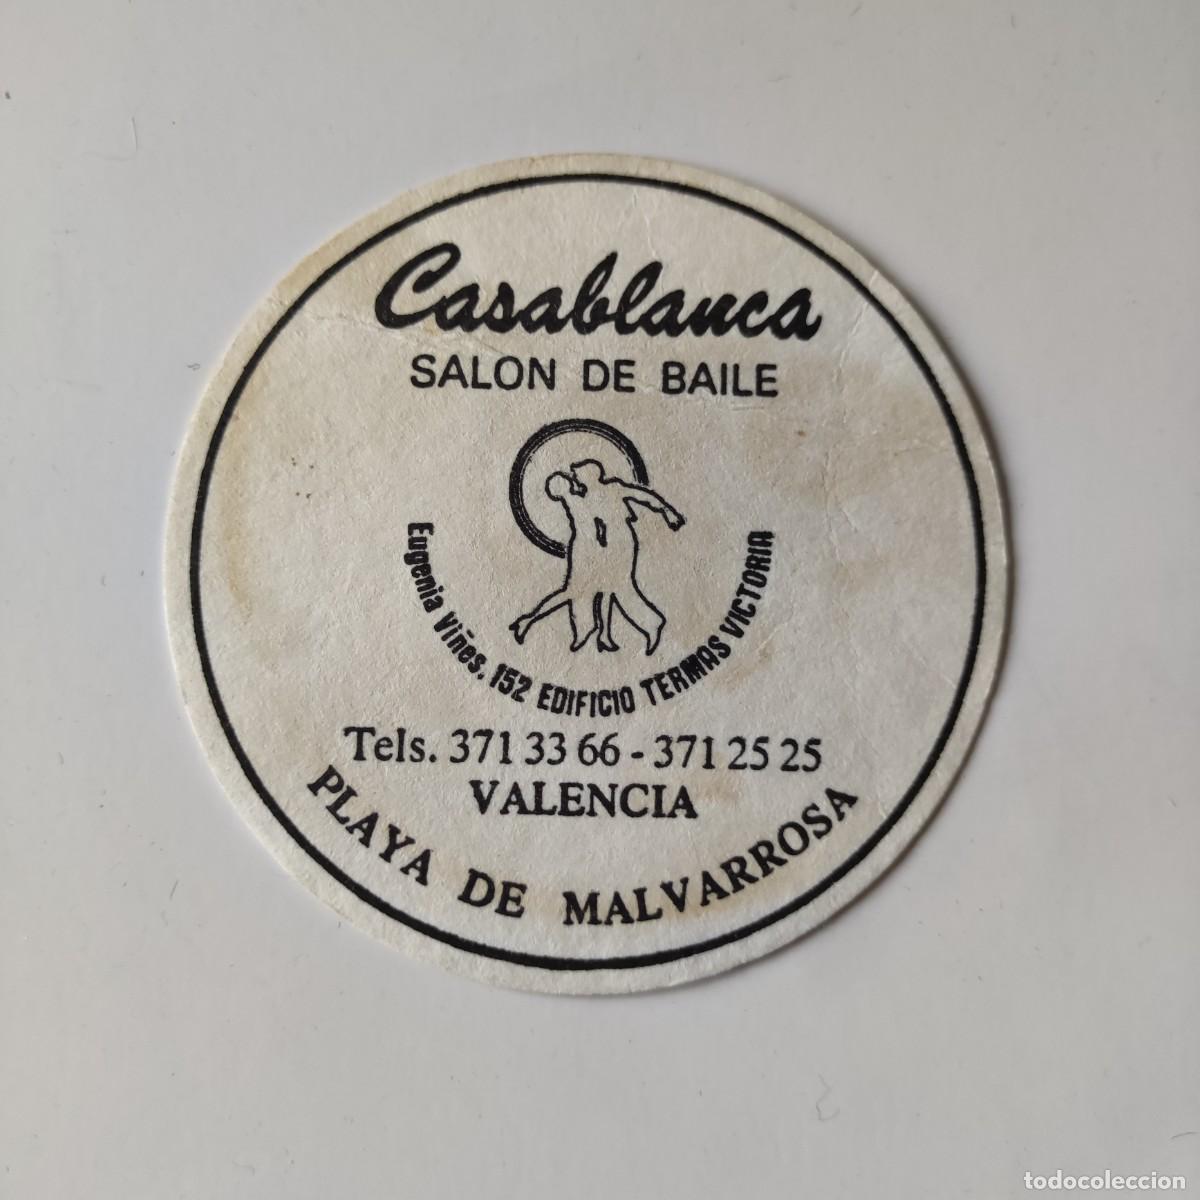 Casablanca
SALON DE BAILE
Eugenia Viñes, 152 EDIFICIO TERMAS VICTORIA
Tels. 371 33 66 - 371 25 25
VALENCIA
PLAYA DE MALVARROSA
todocoleccion